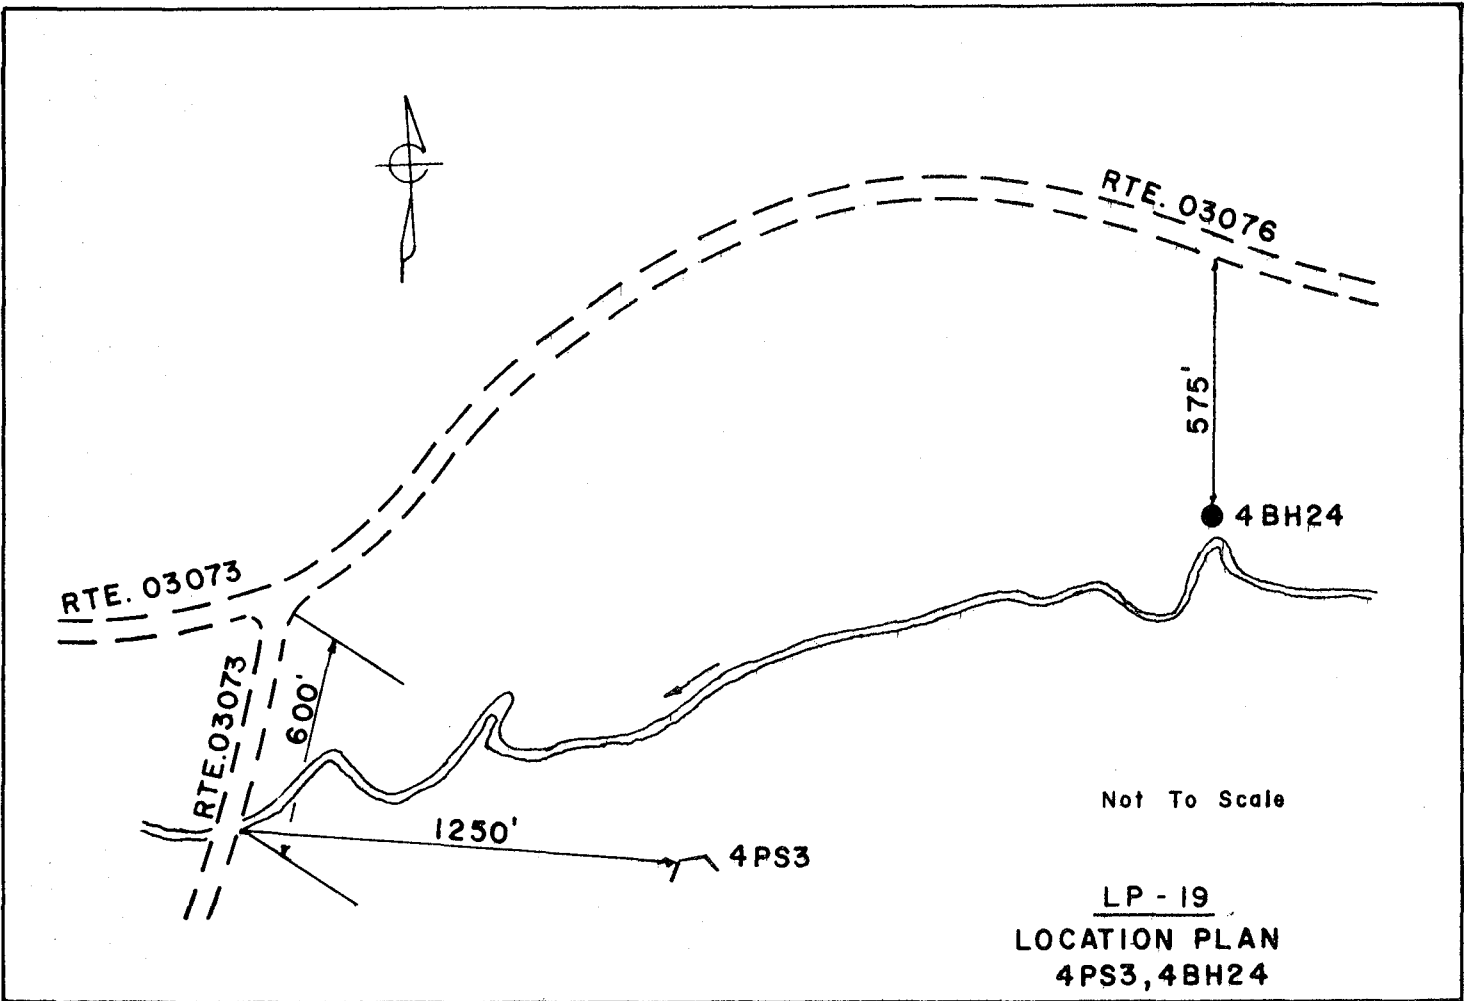 RTE. 03076
575'
4BH24
RTE. 03073
RTE. 03073
600'
1250'
4PS3
Not To Scale
LP-19
LOCATION PLAN
4PS3, 4BH24